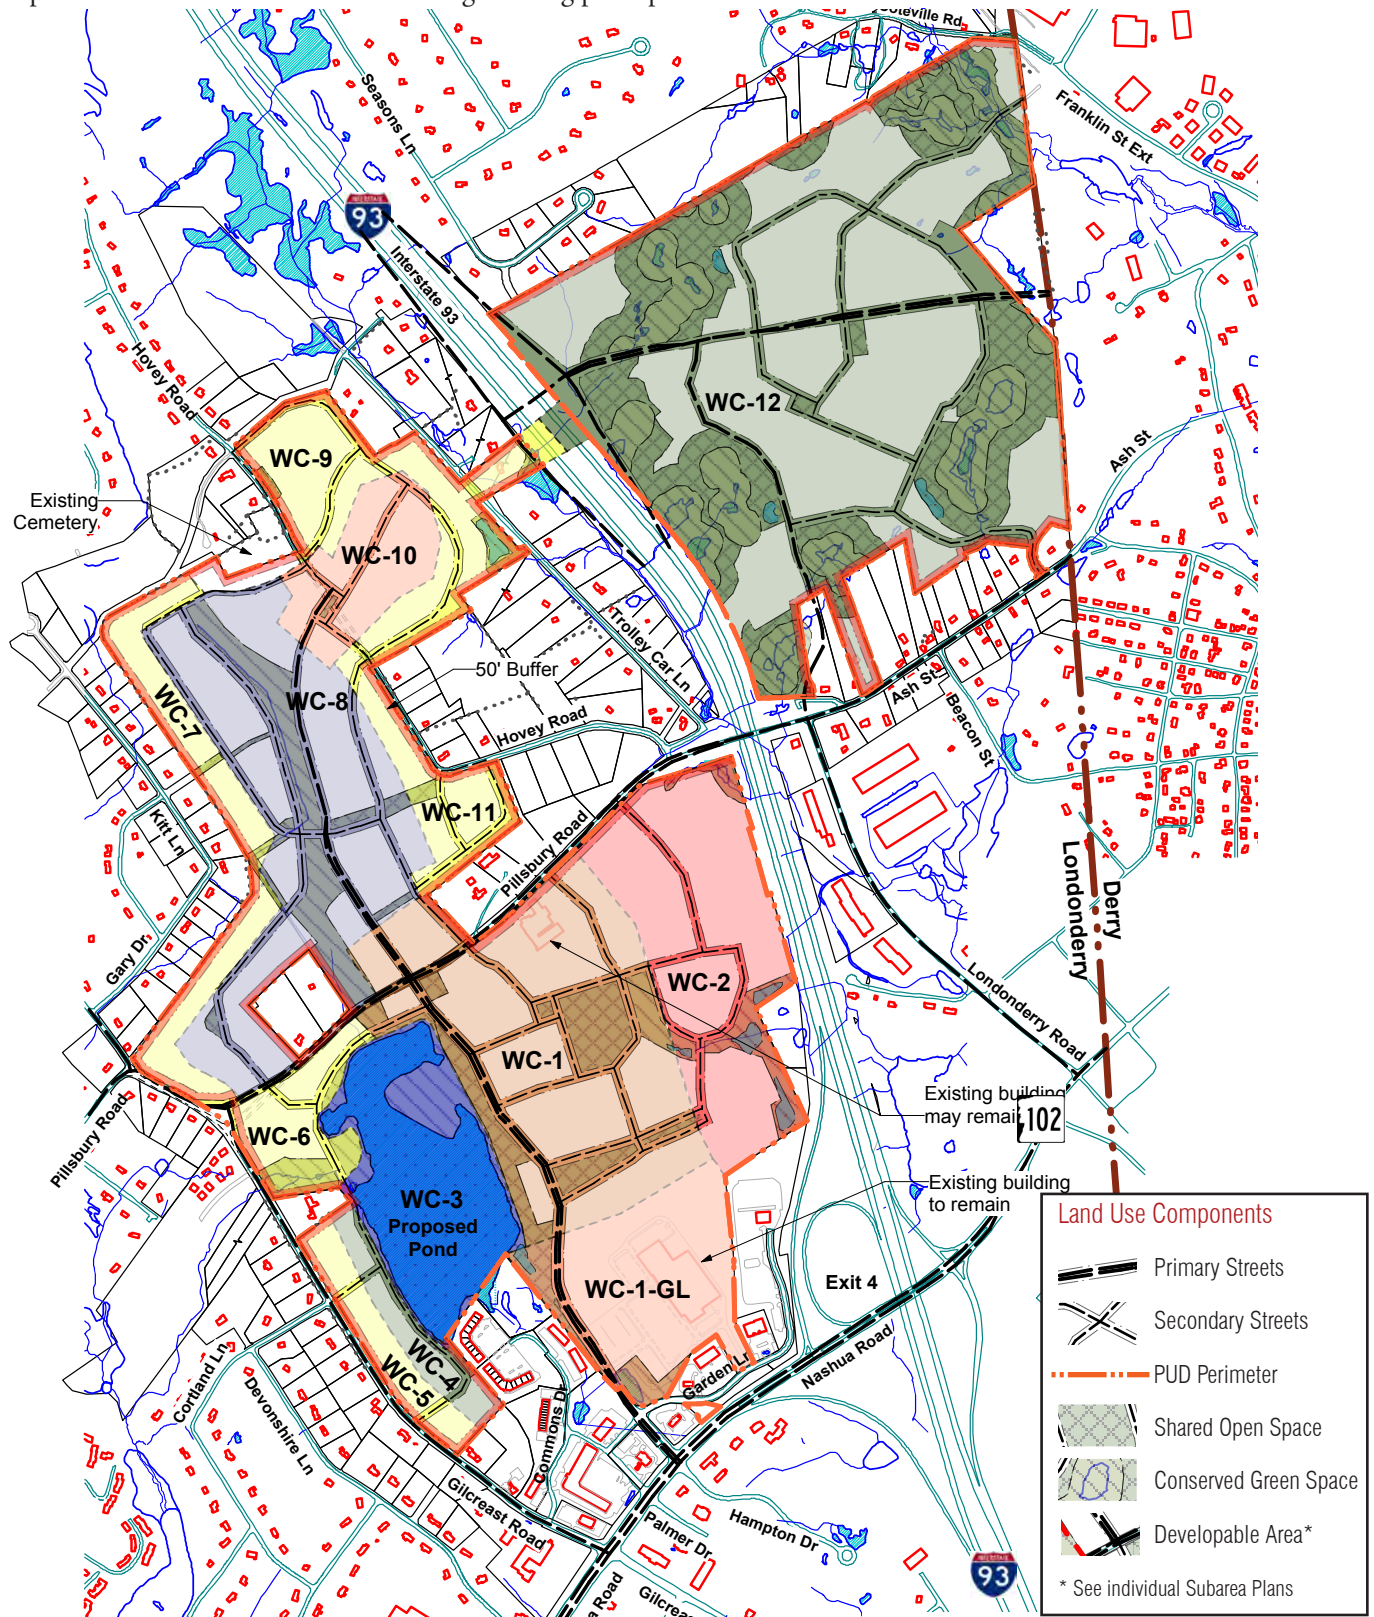 Franklin St Ext
Seasons Ln
INTERSTATE
93
Interstate 93
Hovey Road
WC-12
Ash St
WC-9
Existing
Cemetery
WC-10
Trolley Car Ln
50' Buffer
WC-8
WC-7
Ash St
Beacon St
Hovey Road
WC-11
Kitt Ln
Pillsbury Road
Londonderry
Derry
Gary Dr
WC-2
Londonderry Road
WC-1
Existing building
may remain
102
Pillsbury Road
WC-6
Existing building
to remain
WC-3
Proposed
Pond
WC-1-GL
Exit 4
Nashua Road
Garden Ln
WC-4
WC-5
Cortland Ln
Devonshire Ln
Commons Dr
Gilcreast Road
Palmer Dr
Hampton Dr
INTERSTATE
93
Land Use Components
Primary Streets
Secondary Streets
PUD Perimeter
Shared Open Space
Conserved Green Space
Developable Area*
* See individual Subarea Plans